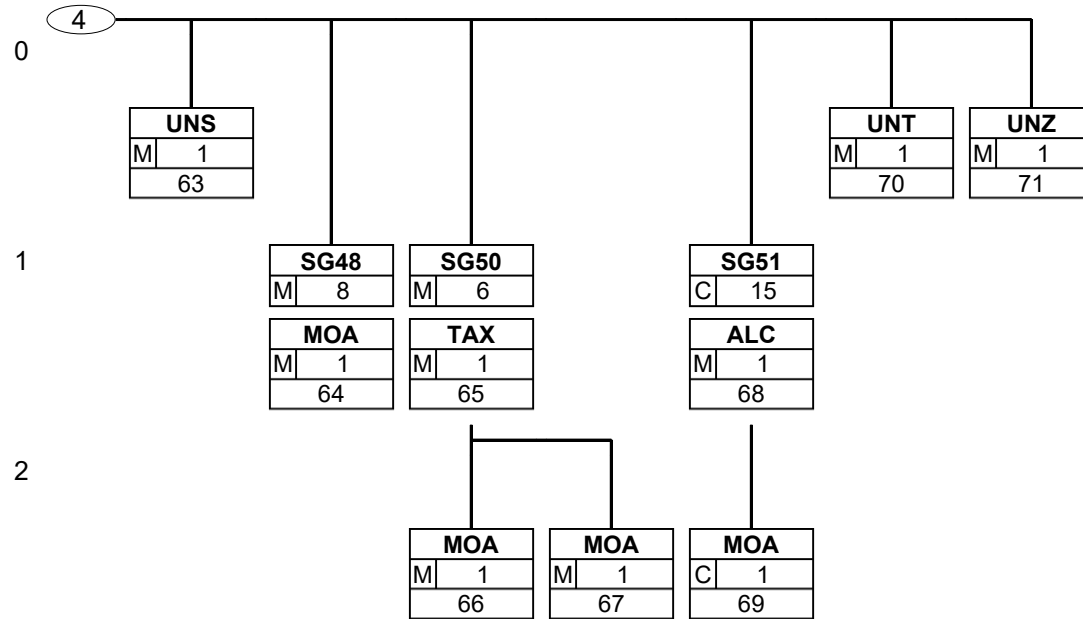 4
0
UNS UNT UNZ
M 1 M 1 M 1
63 70 71
1
SG48 SG50 SG51
M 8 M 6 C 15
MOA TAX ALC
M 1 M 1 M 1
64 65 68
2
MOA MOA MOA
M 1 M 1 C 1
66 67 69